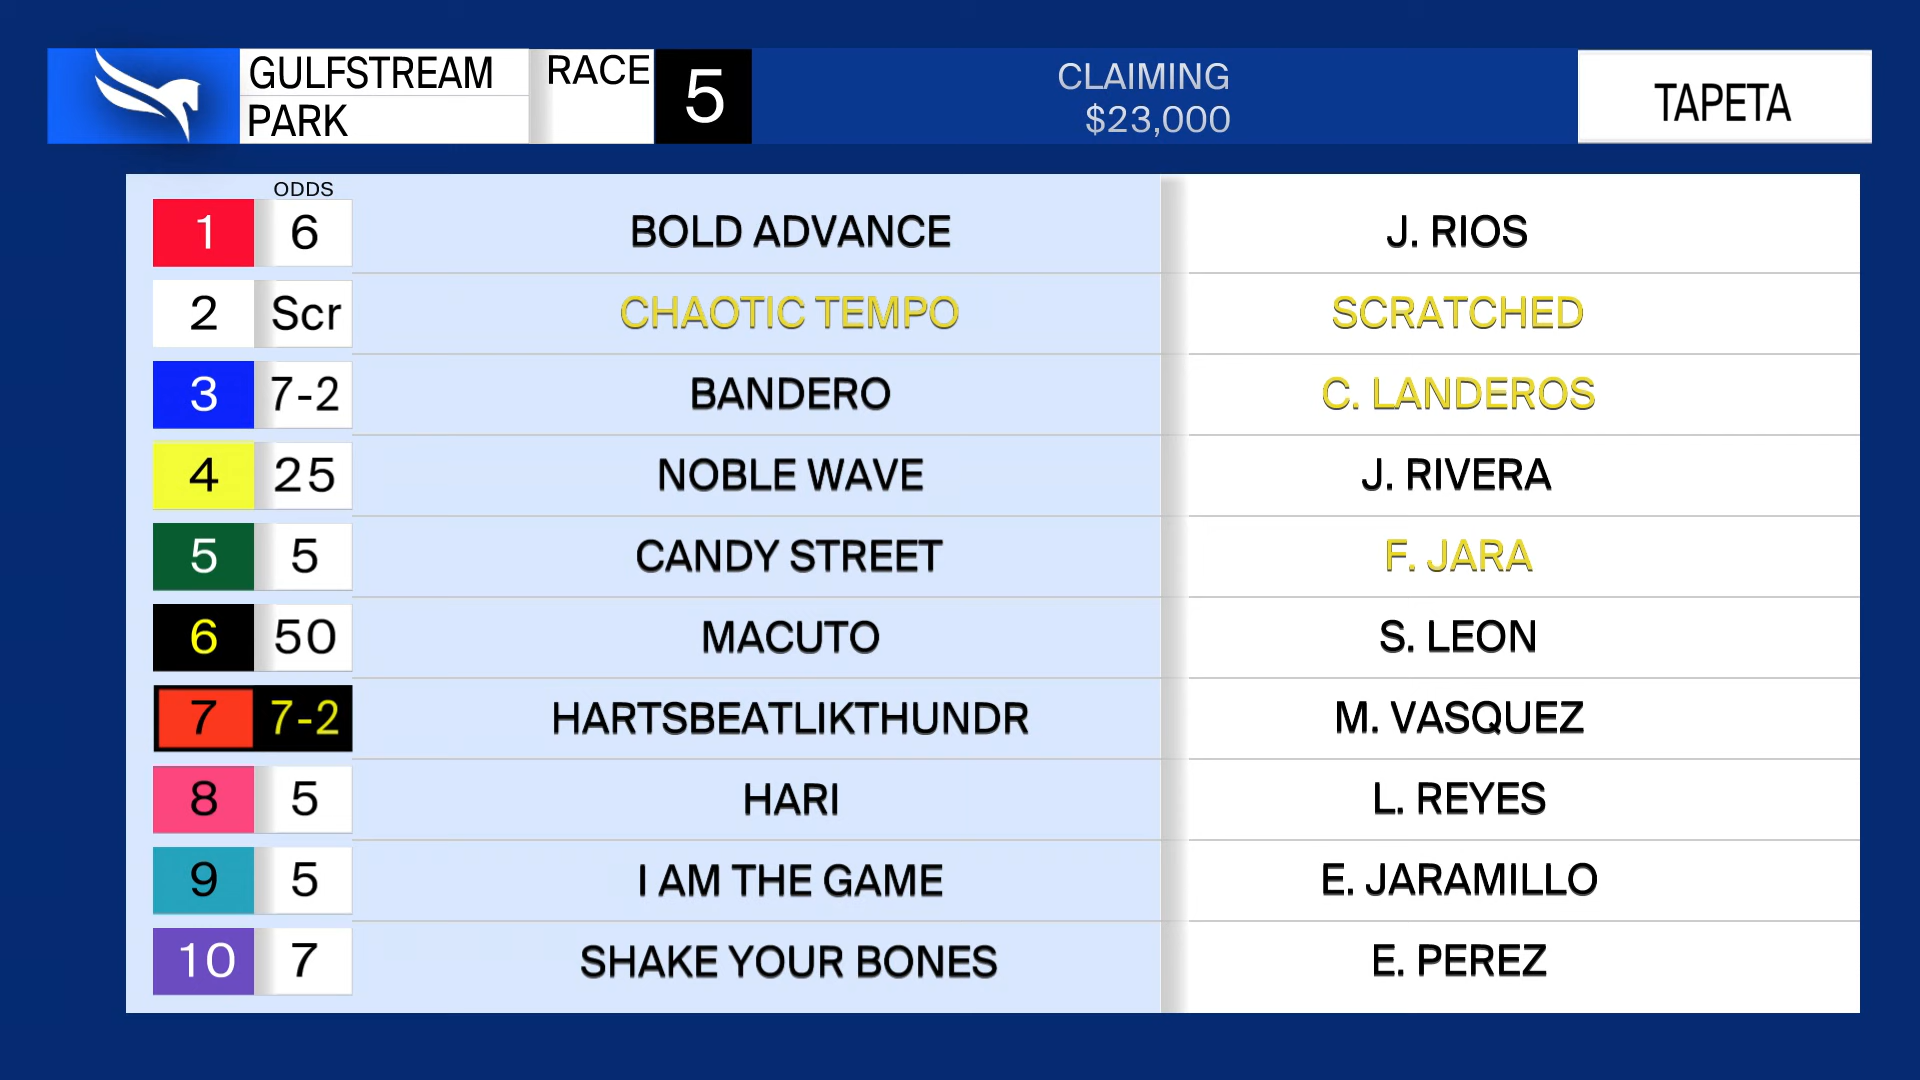 GULFSTREAM
PARK
RACE
5
CLAIMING
$23,000
TAPETA
ODDS
1 6 BOLD ADVANCE J. RIOS
2 Scr CHAOTIC TEMPO SCRATCHED
3 7-2 BANDERO C. LANDEROS
4 25 NOBLE WAVE J. RIVERA
5 5 CANDY STREET F. JARA
6 50 MACUTO S. LEON
7 7-2 HARTSBEATLIKTHUNDR M. VASQUEZ
8 5 HARI L. REYES
9 5 I AM THE GAME E. JARAMILLO
10 7 SHAKE YOUR BONES E. PEREZ